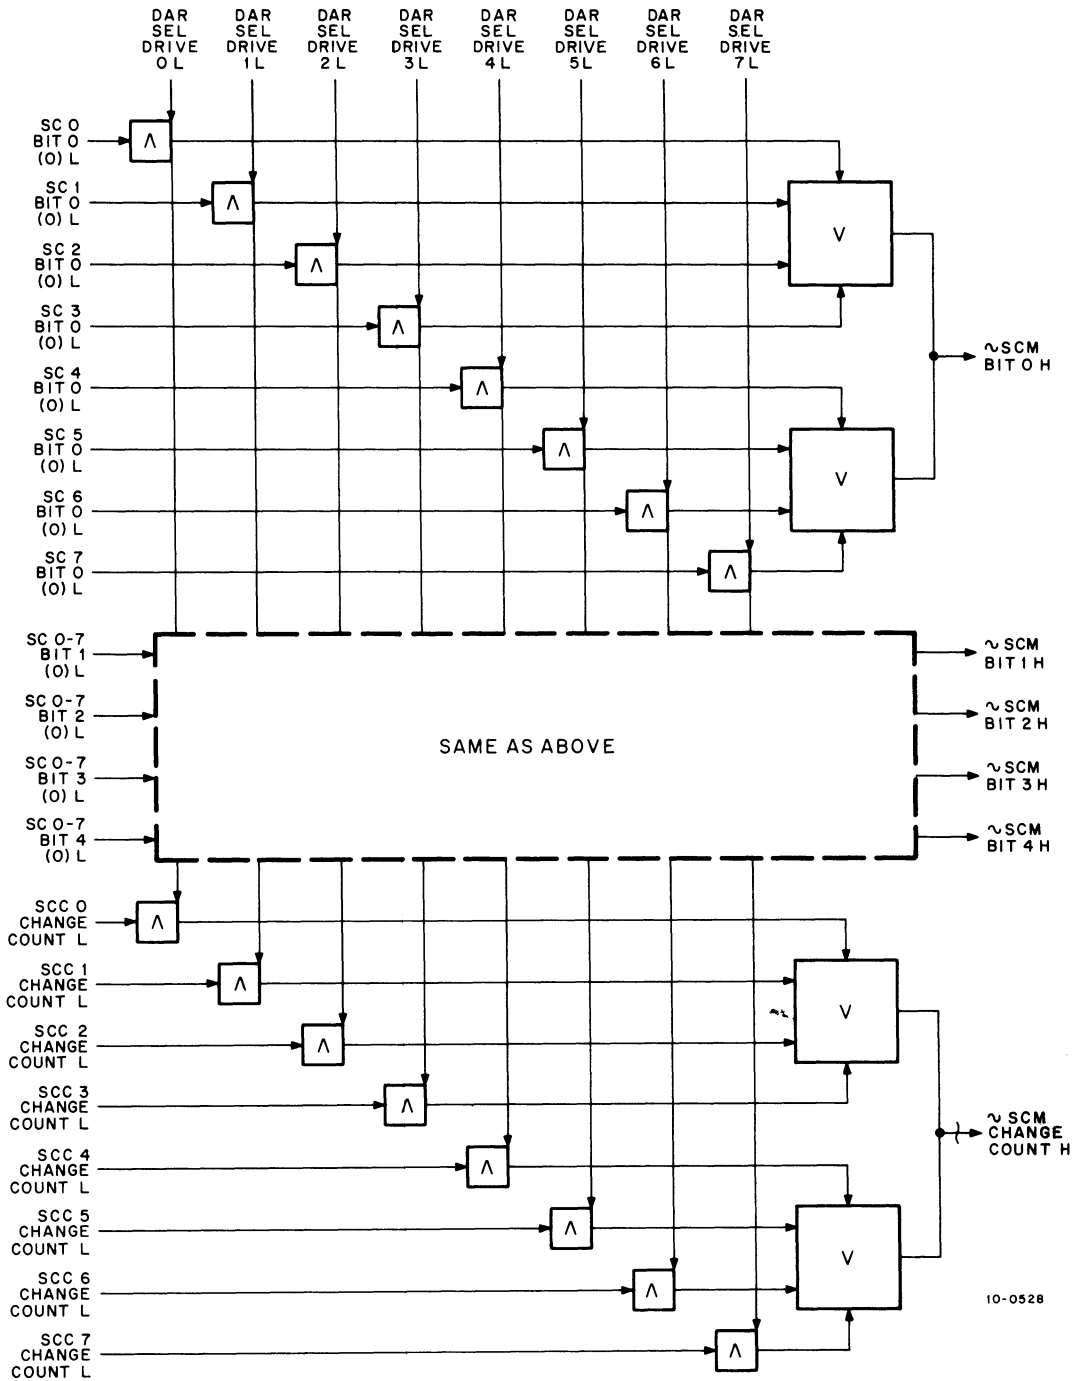 DAR
SEL
DRIVE
0 L
DAR
SEL
DRIVE
1 L
DAR
SEL
DRIVE
2 L
DAR
SEL
DRIVE
3 L
DAR
SEL
DRIVE
4 L
DAR
SEL
DRIVE
5 L
DAR
SEL
DRIVE
6 L
DAR
SEL
DRIVE
7 L
SC 0
BIT 0
(0) L
Λ
SC 1
BIT 0
(0) L
Λ
V
SC 2
BIT 0
(0) L
Λ
SC 3
BIT 0
(0) L
Λ
~SCM
BIT 0 H
SC 4
BIT 0
(0) L
Λ
SC 5
BIT 0
(0) L
Λ
V
SC 6
BIT 0
(0) L
Λ
SC 7
BIT 0
(0) L
Λ
SC 0-7
BIT 1
(0) L
~SCM
BIT 1 H
SC 0-7
BIT 2
(0) L
~SCM
BIT 2 H
SAME AS ABOVE
SC 0-7
BIT 3
(0) L
~SCM
BIT 3 H
SC 0-7
BIT 4
(0) L
~SCM
BIT 4 H
SCC 0
CHANGE
COUNT L
Λ
SCC 1
CHANGE
COUNT L
Λ
V
SCC 2
CHANGE
COUNT L
Λ
SCC 3
CHANGE
COUNT L
Λ
~SCM
CHANGE
COUNT H
SCC 4
CHANGE
COUNT L
Λ
SCC 5
CHANGE
COUNT L
Λ
V
SCC 6
CHANGE
COUNT L
Λ
SCC 7
CHANGE
COUNT L
Λ
10-0528